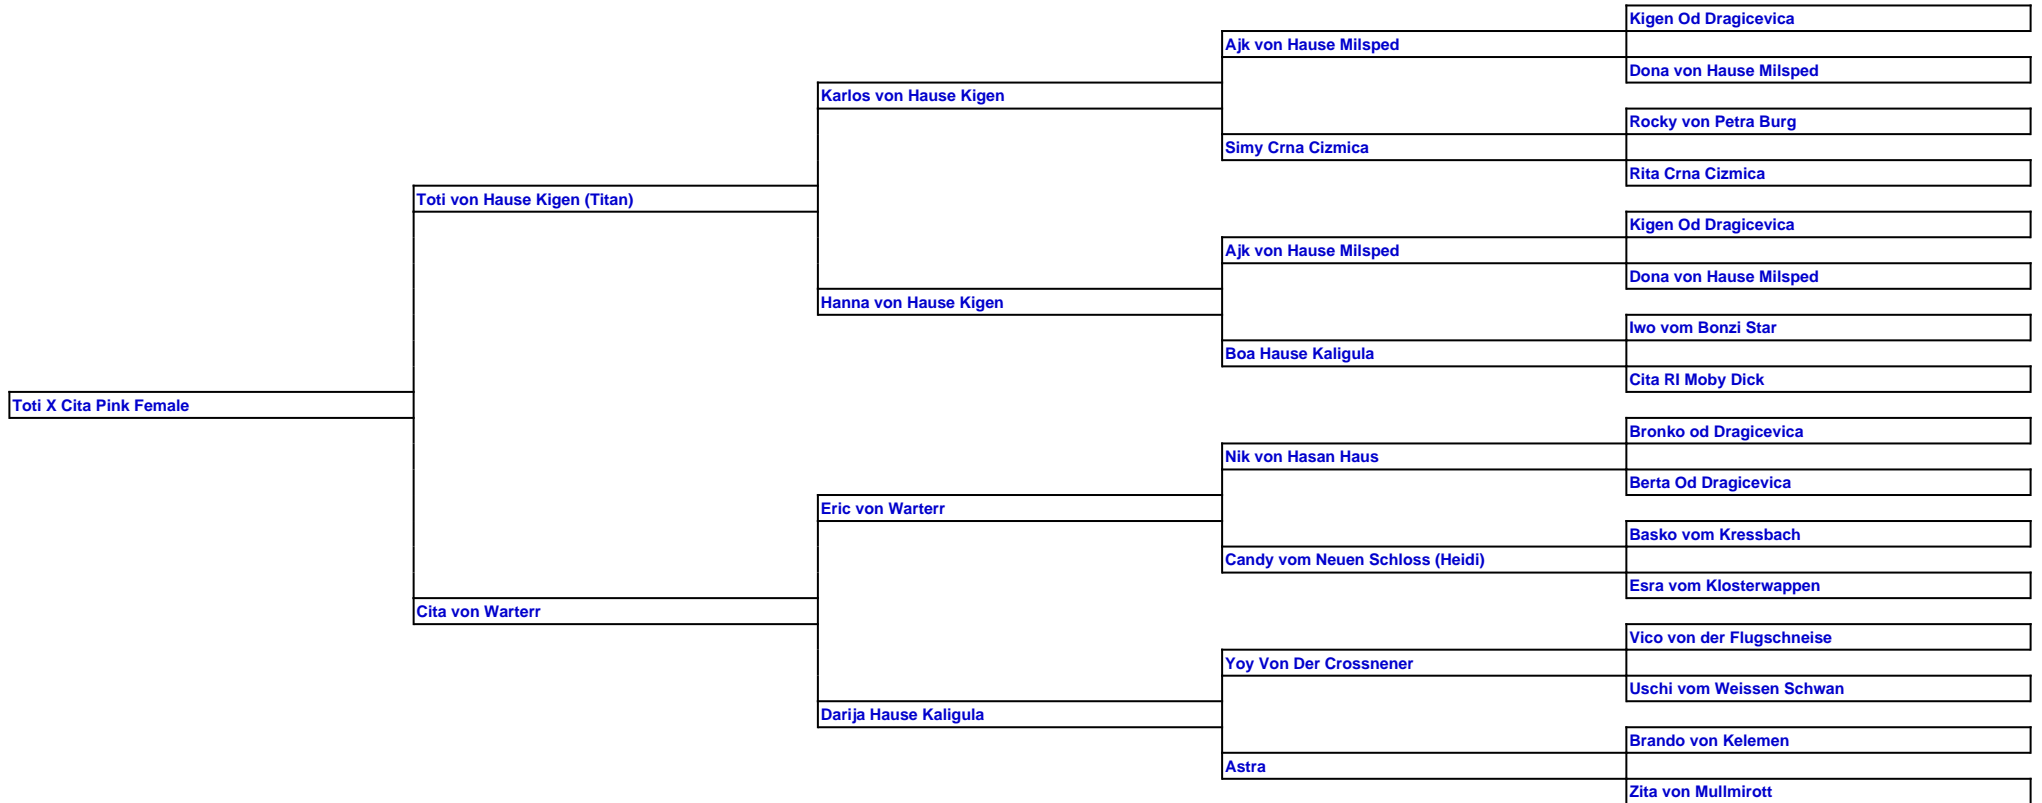 Kigen Od Dragicevica
Ajk von Hause Milsped
Dona von Hause Milsped
Karlos von Hause Kigen
Rocky von Petra Burg
Simy Crna Cizmica
Rita Crna Cizmica
Toti von Hause Kigen (Titan)
Kigen Od Dragicevica
Ajk von Hause Milsped
Dona von Hause Milsped
Hanna von Hause Kigen
Iwo vom Bonzi Star
Boa Hause Kaligula
Cita RI Moby Dick
Toti X Cita Pink Female
Bronko od Dragicevica
Nik von Hasan Haus
Berta Od Dragicevica
Eric von Warterr
Basko vom Kressbach
Candy vom Neuen Schloss (Heidi)
Esra vom Klosterwappen
Cita von Warterr
Vico von der Flugschneise
Yoy Von Der Crossnener
Uschi vom Weissen Schwan
Darija Hause Kaligula
Brando von Kelemen
Astra
Zita von Mullmirott